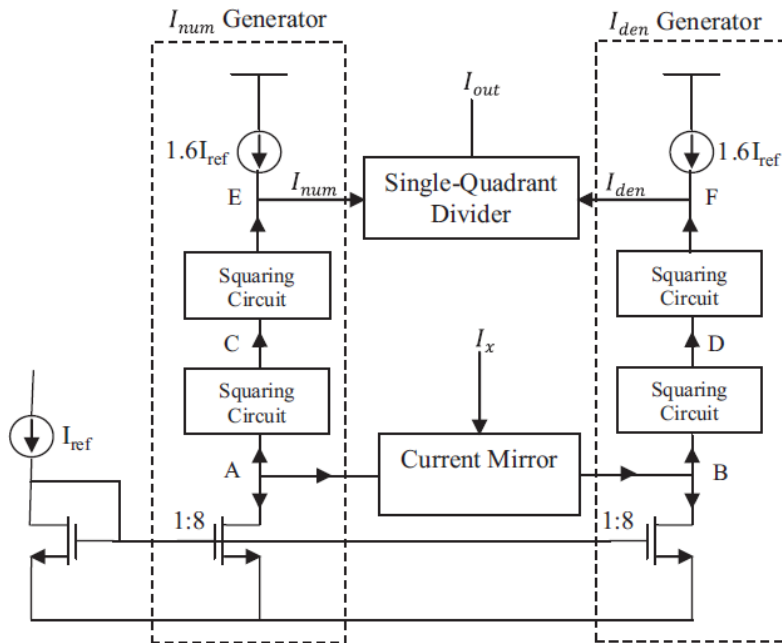 I_num Generator
I_den Generator
I_out
1.6I_ref
1.6I_ref
E
I_num
Single-Quadrant
Divider
I_den
F
Squaring
Circuit
Squaring
Circuit
C
I_x
D
Squaring
Circuit
Squaring
Circuit
I_ref
A
Current Mirror
B
1:8
1:8